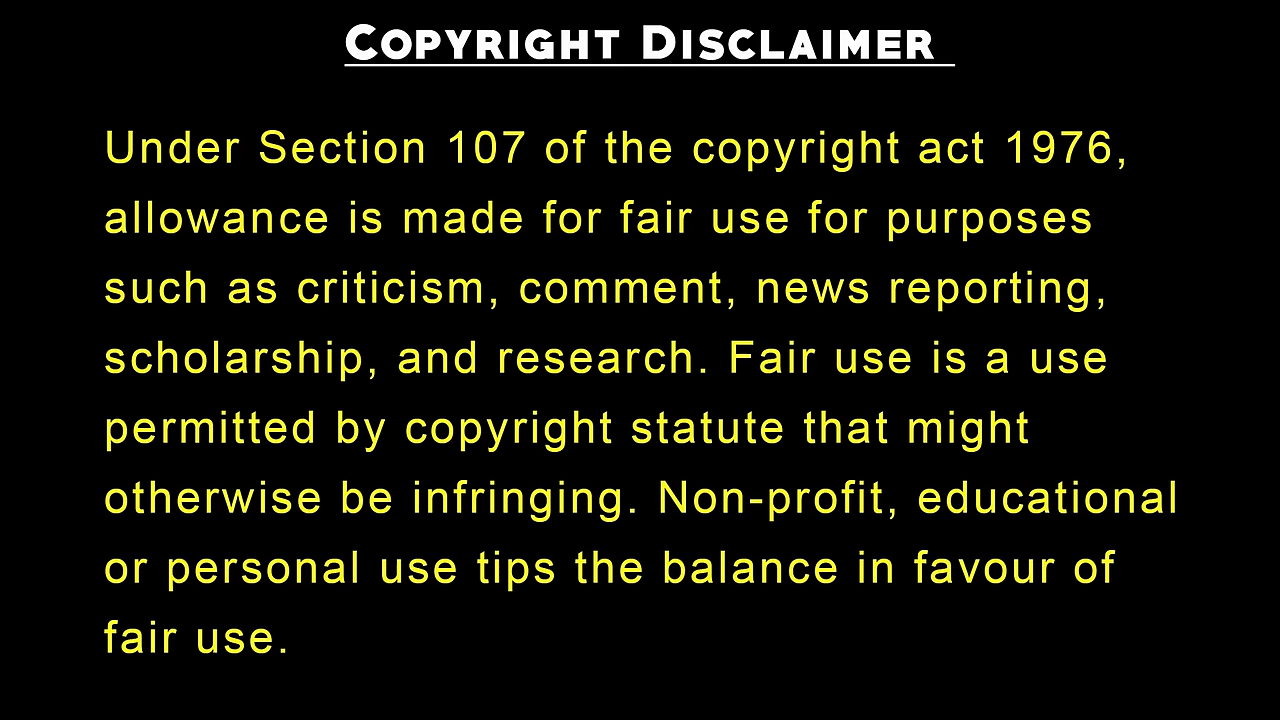 Copyright Disclaimer
Under Section 107 of the copyright act 1976,
allowance is made for fair use for purposes
such as criticism, comment, news reporting,
scholarship, and research. Fair use is a use
permitted by copyright statute that might
otherwise be infringing. Non-profit, educational
or personal use tips the balance in favour of
fair use.